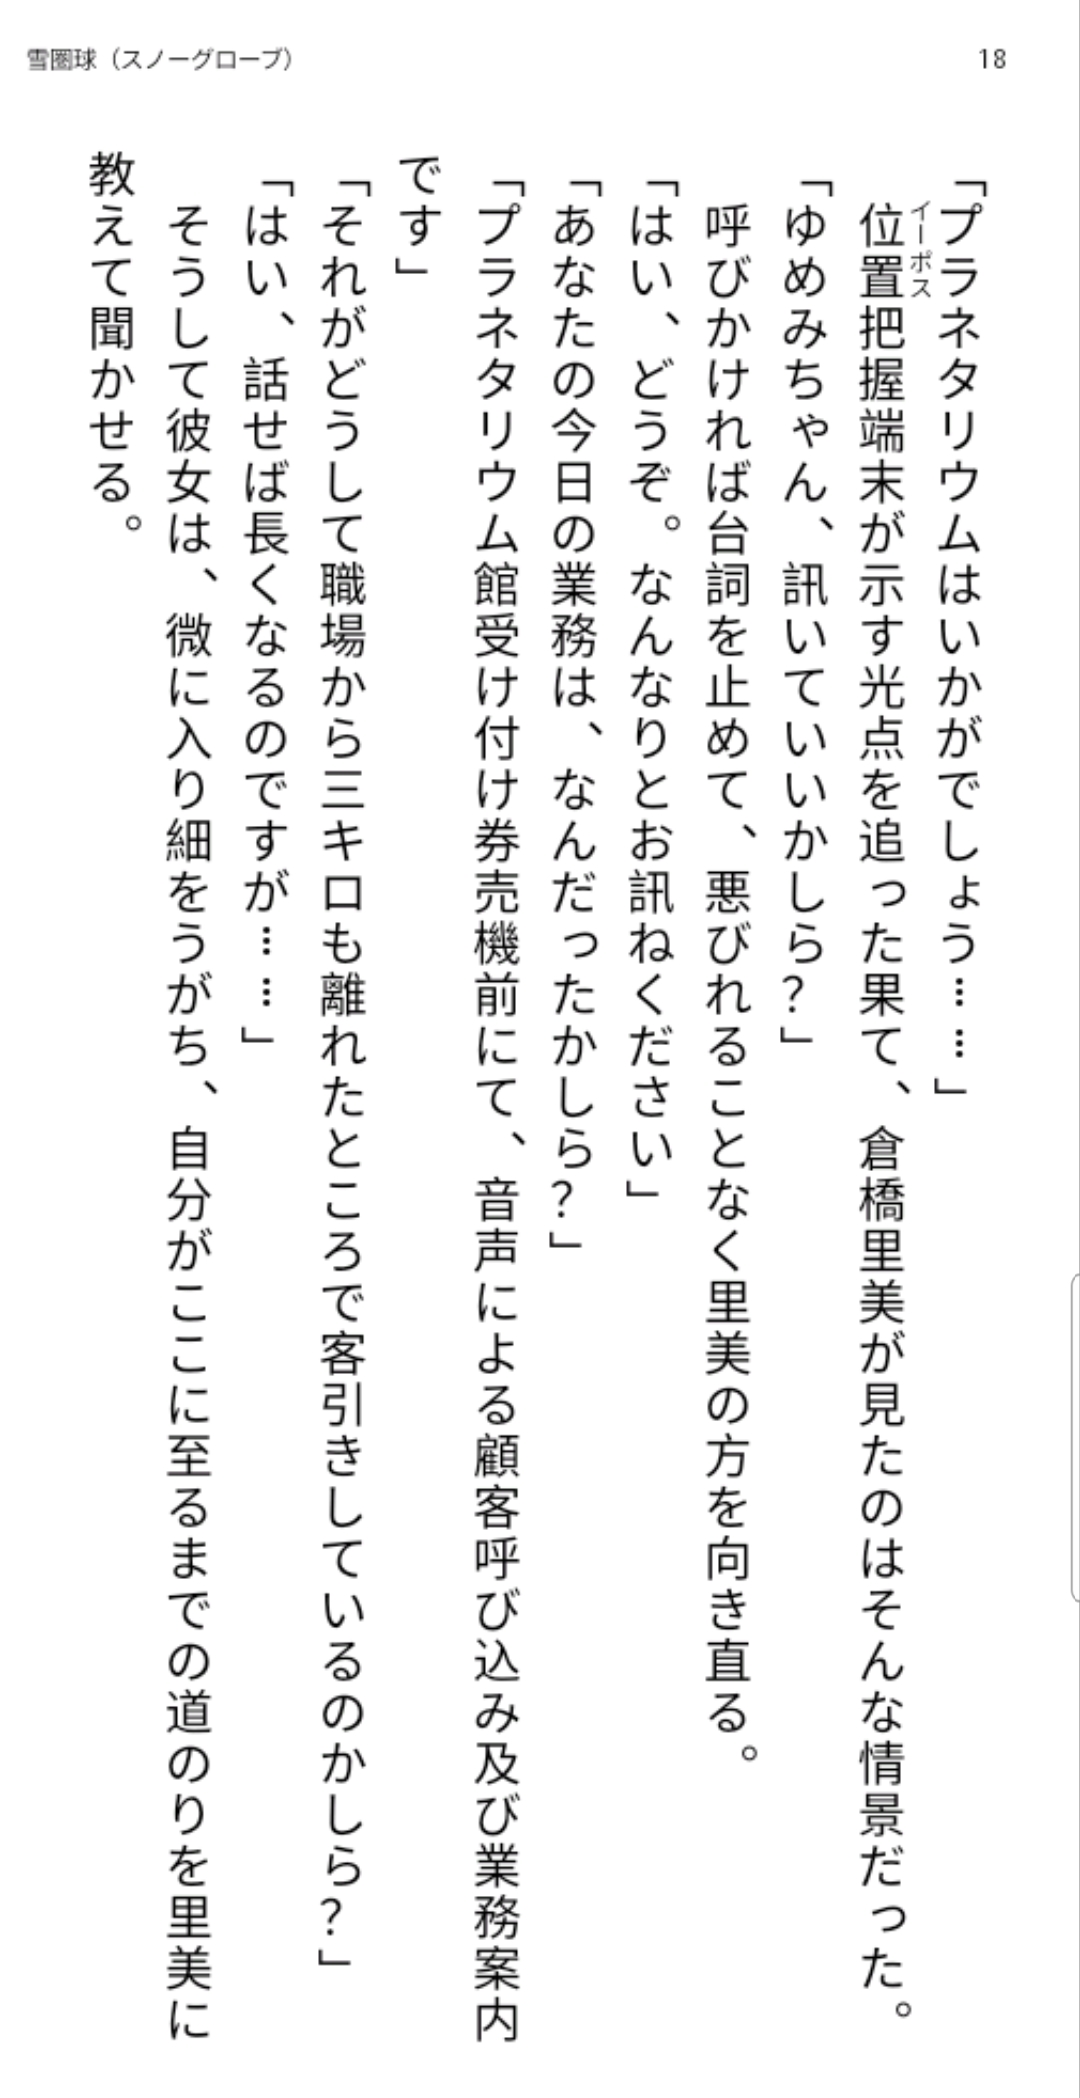 雪圏球（スノーグローブ）
18
「プラネタリウムはいかがでしょう……」
イーポス
位置把握端末が示す光点を追った果て、倉橋里美が見たのはそんな情景だった。
「ゆめみちゃん、訊いていいかしら？」
呼びかければ台詞を止めて、悪びれることなく里美の方を向き直る。
「はい、どうぞ。なんなりとお訊ねください」
「あなたの今日の業務は、なんだったかしら？」
「プラネタリウム館受け付け券売機前にて、音声による顧客呼び込み及び業務案内
です」
「それがどうして職場から三キロも離れたところで客引きしているのかしら？」
「はい、話せば長くなるのですが……」
そうして彼女は、微に入り細をうがち、自分がここに至るまでの道のりを里美に
教えて聞かせる。